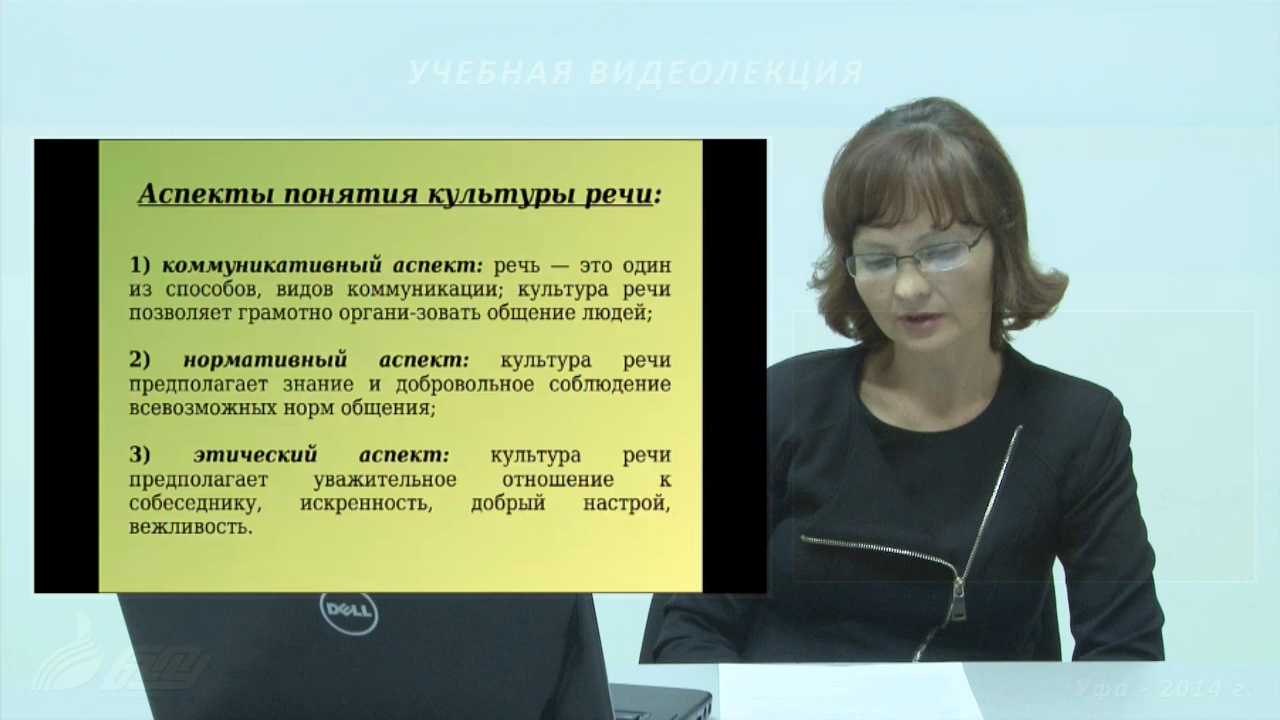 УЧЕБНАЯ ВИДЕОЛЕКЦИЯ
Аспекты понятия культуры речи:
1) коммуникативный аспект: речь — это один
из способов, видов коммуникации; культура речи
позволяет грамотно органи-зовать общение людей;
2) нормативный аспект: культура речи
предполагает знание и добровольное соблюдение
всевозможных норм общения;
3) этический аспект: культура речи
предполагает уважительное отношение к
собеседнику, искренность, добрый настрой,
вежливость.
DELL
Уфа - 2014 г.